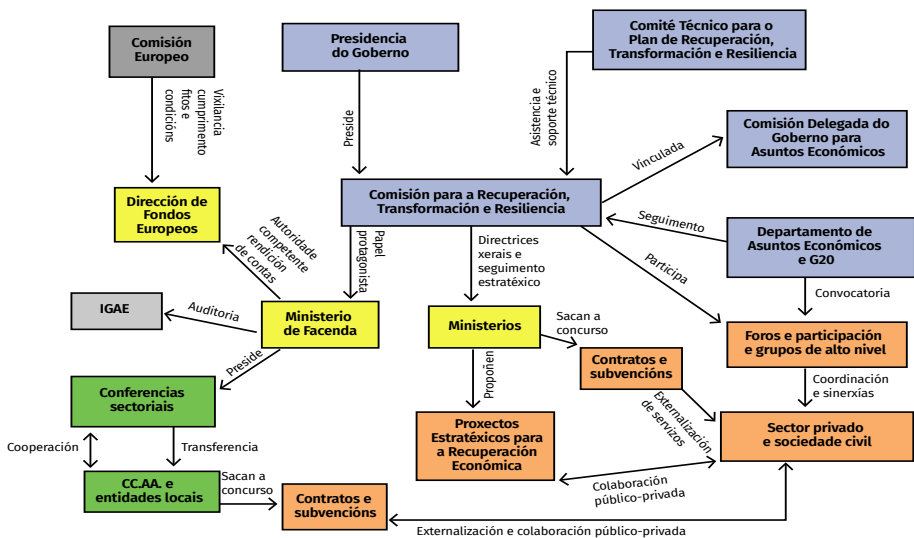 Comisión
Europeo
Presidencia
do Goberno
Comité Técnico para o
Plan de Recuperación,
Transformación e Resiliencia
Vixilancia
cumprimento
fitos e
condicións
Preside
Asistencia e
soporte técnico
Comisión Delegada do
Goberno para
Asuntos Económicos
Vinculada
Dirección de
Fondos
Europeos
Comisión para a Recuperación,
Transformación e Resiliencia
Seguimento
Departamento de
Asuntos Económicos
e G20
Autoridade
competente
rendición
de contas
Papel
protagonista
Directrices
xerais e
seguimento
estratéxico
Participa
Convocatoria
IGAE
Auditoria
Ministerio
de Facenda
Ministerios
Sacan a
concurso
Foros e participación
e grupos de alto nivel
Preside
Propoñen
Contratos e
subvencións
Coordinación
e sinerxías
Conferencias
sectoriais
Externalización
de servizos
Proxectos
Estratéxicos para
a Recuperación
Económica
Sector privado
e sociedade civil
Cooperación
Transferencia
Colaboración
público-privada
CC.AA. e
entidades locais
Sacan a
concurso
Contratos e
subvencións
Externalización e colaboración público-privada